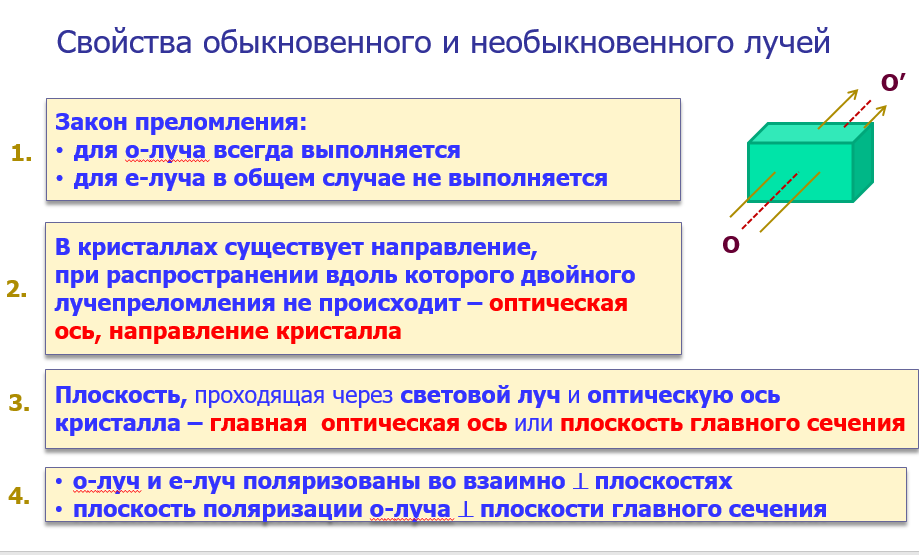 Свойства обыкновенного и необыкновенного лучей
O’
1.
Закон преломления:
• для о-луча всегда выполняется
• для е-луча в общем случае не выполняется
O
2.
В кристаллах существует направление,
при распространении вдоль которого двойного
лучепреломления не происходит – оптическая
ось, направление кристалла
3.
Плоскость, проходящая через световой луч и оптическую ось
кристалла – главная  оптическая ось или плоскость главного сечения
4.
• о-луч и е-луч поляризованы во взаимно ⊥ плоскостях
• плоскость поляризации о-луча ⊥ плоскости главного сечения